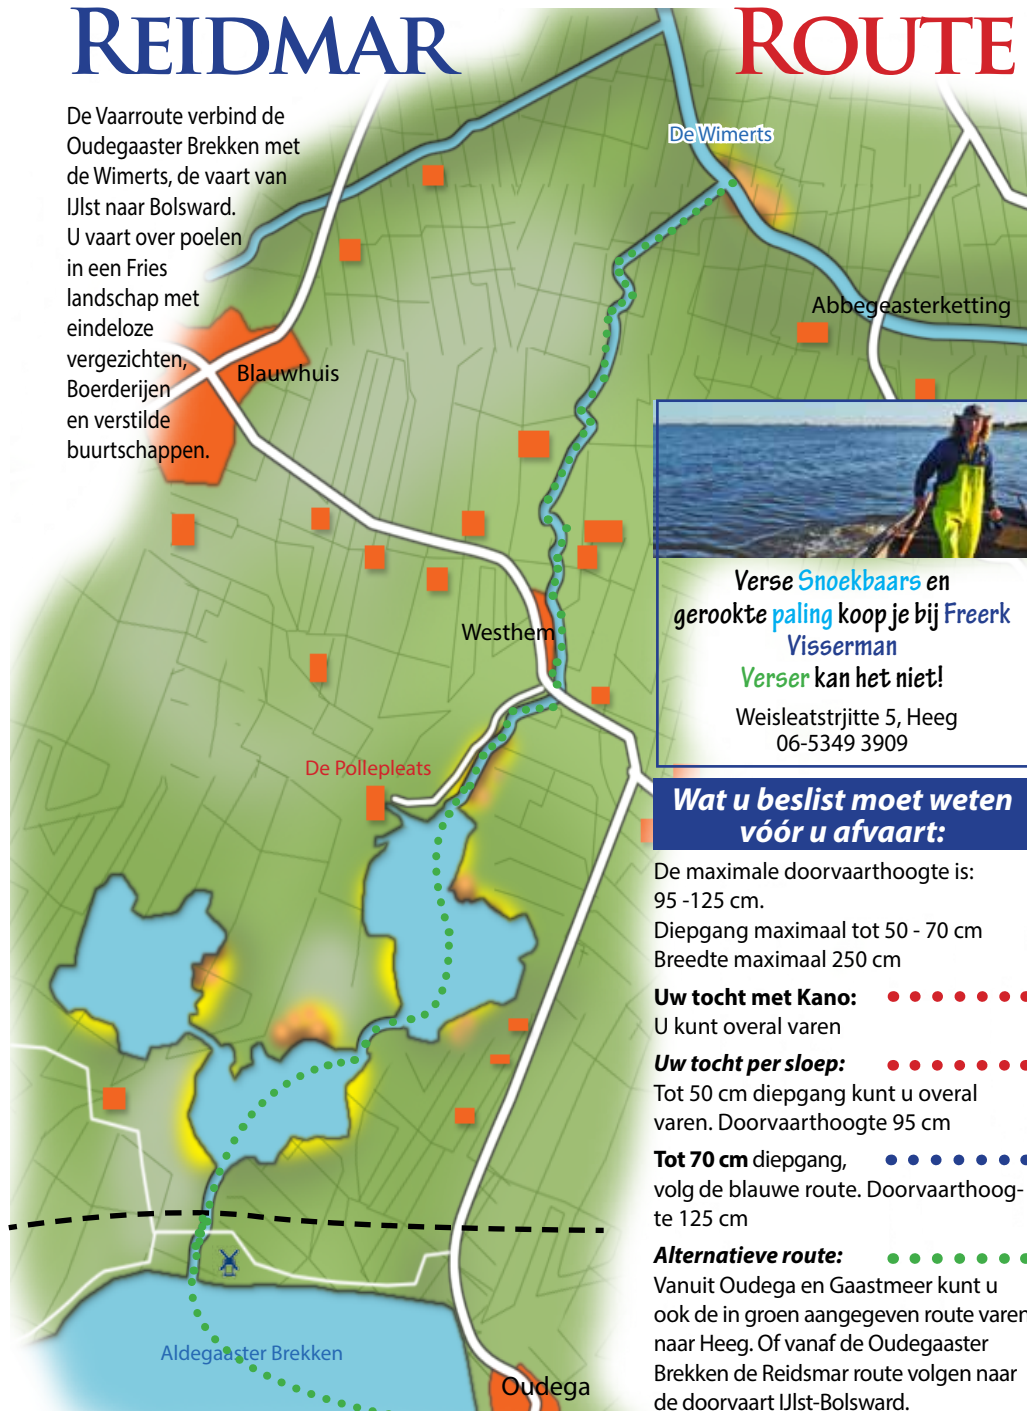 REIDMAR ROUTE
De Vaarroute verbind de
Oudegaaster Brekken met
de Wimerts, de vaart van
IJlst naar Bolsward.
U vaart over poelen
in een Fries
landschap met
eindeloze
vergezichten,
Boerderijen
en verstilde
buurtschappen.
De Wimerts
Abbegeasterketting
Blauwhuis
Westhem
De Pollepleats
Aldegaaster Brekken
Oudega
Verse Snoekbaars en
gerookte paling koop je bij Freerk
Visserman
Verser kan het niet!
Weisleatstrjitte 5, Heeg
06-5349 3909
Wat u beslist moet weten
vóór u afvaart:
De maximale doorvaarthoogte is:
95 -125 cm.
Diepgang maximaal tot 50 - 70 cm
Breedte maximaal 250 cm
Uw tocht met Kano:
U kunt overal varen
Uw tocht per sloep:
Tot 50 cm diepgang kunt u overal
varen. Doorvaarthoogte 95 cm
Tot 70 cm diepgang,
volg de blauwe route. Doorvaarthoog-
te 125 cm
Alternatieve route:
Vanuit Oudega en Gaastmeer kunt u
ook de in groen aangegeven route varen
naar Heeg. Of vanaf de Oudegaaster
Brekken de Reidsmar route volgen naar
de doorvaart IJlst-Bolsward.